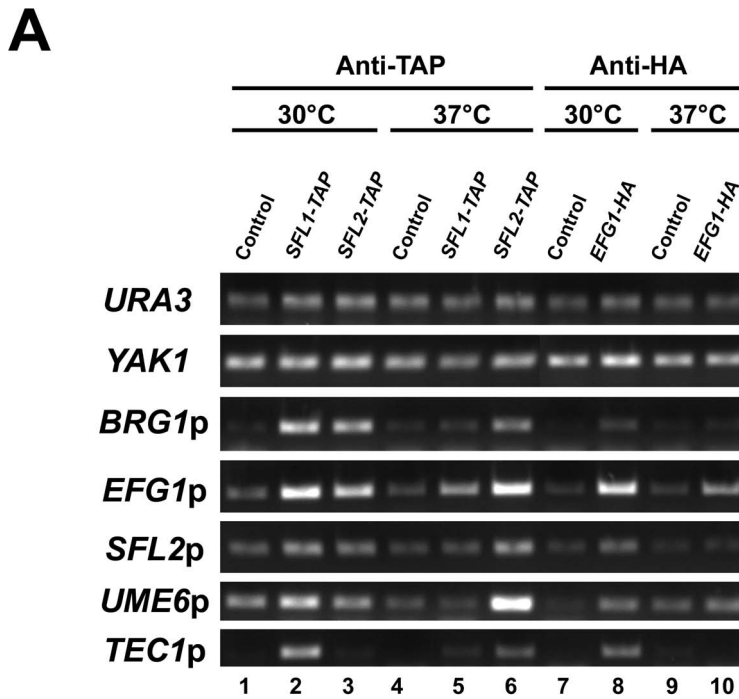 A
Anti-TAP Anti-HA
30°C 37°C 30°C 37°C
Control SFL1-TAP SFL2-TAP Control SFL1-TAP SFL2-TAP Control EFG1-HA Control EFG1-HA
URA3
YAK1
BRG1p
EFG1p
SFL2p
UME6p
TEC1p
1 2 3 4 5 6 7 8 9 10